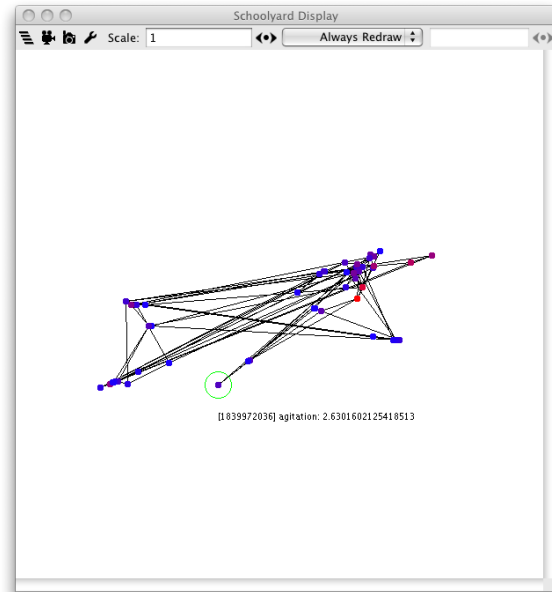 Schoolyard Display
Scale: 1 Always Redraw
[1839972036] agitation: 2.6301602125418513